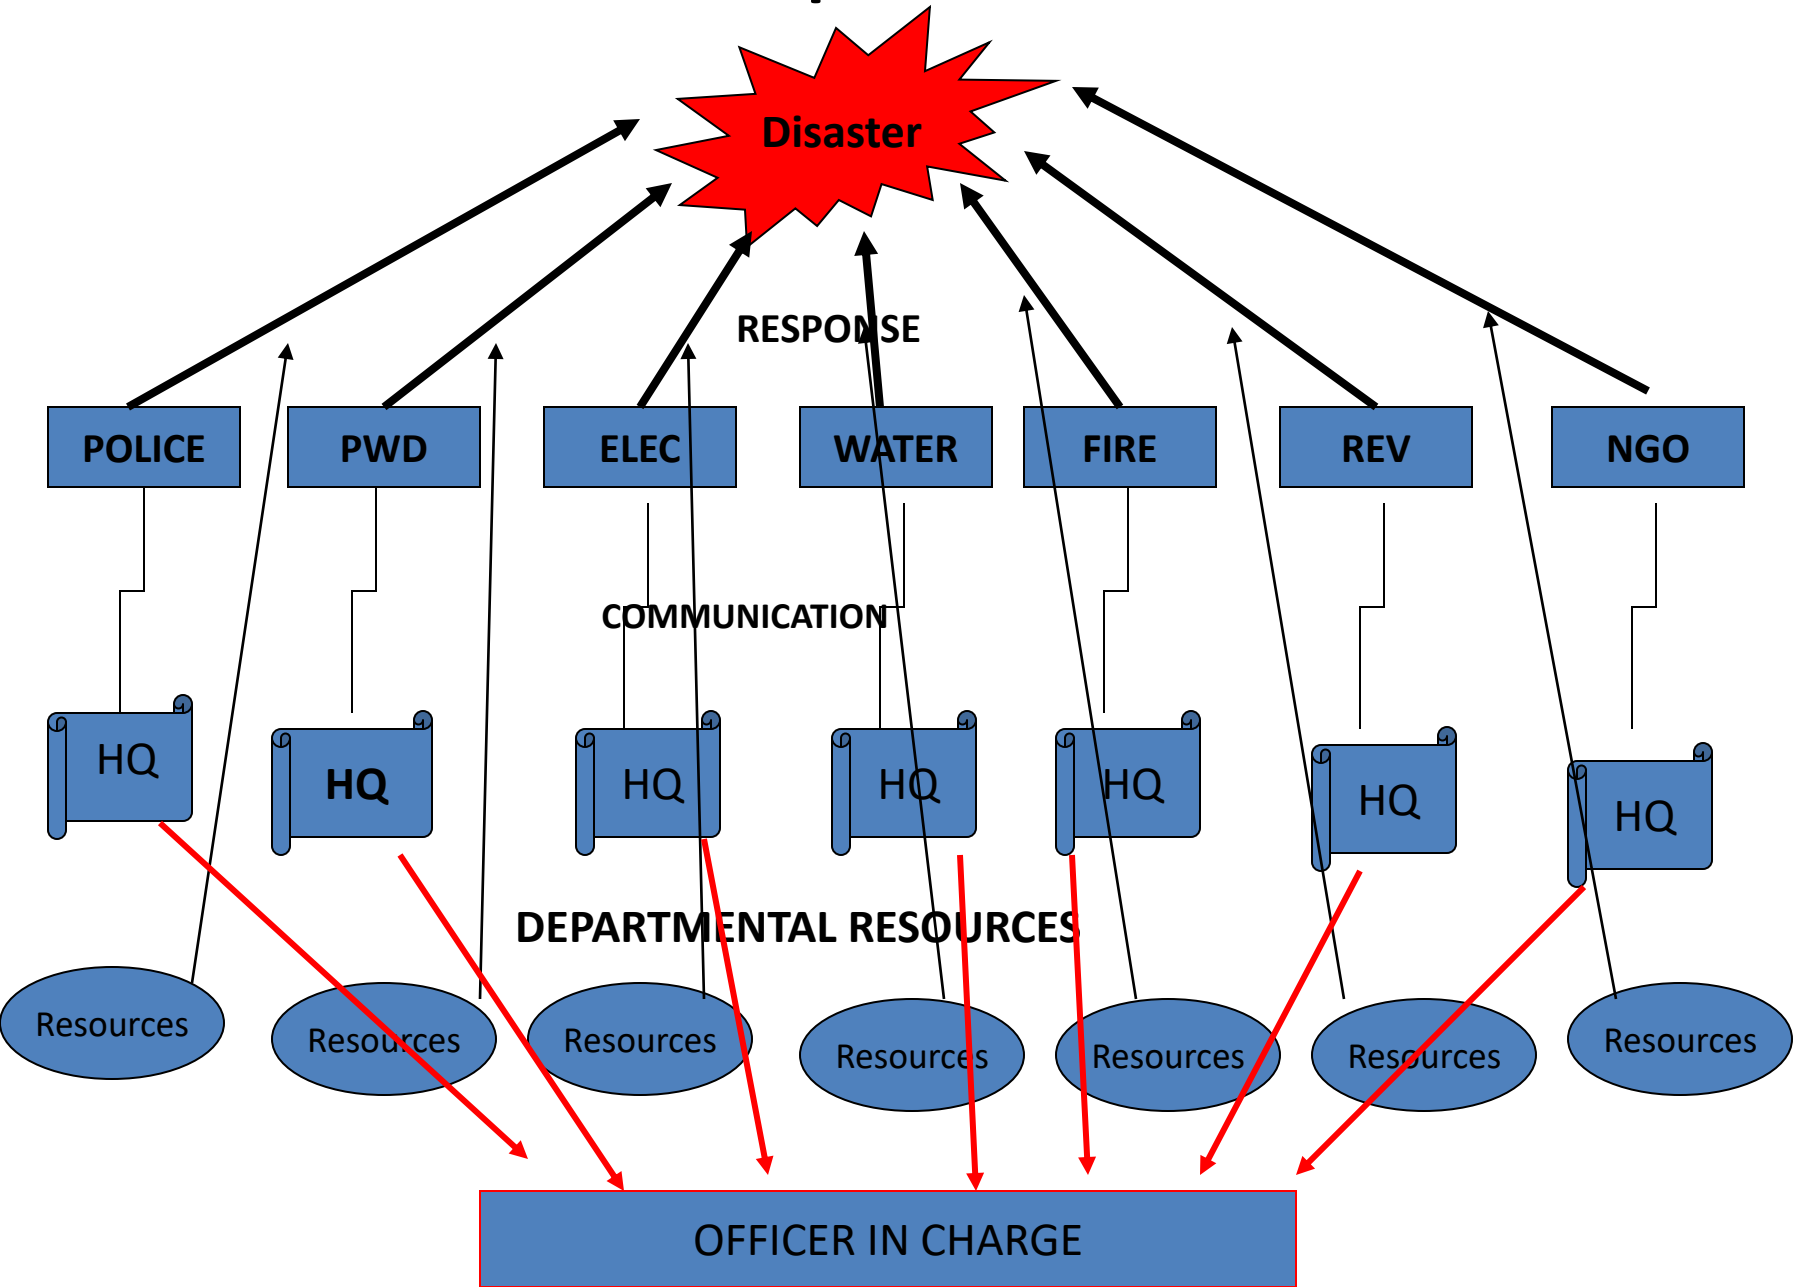 Disaster
RESPONSE
POLICE
PWD
ELEC
WATER
FIRE
REV
NGO
COMMUNICATION
HQ
HQ
HQ
HQ
HQ
HQ
HQ
DEPARTMENTAL RESOURCES
Resources
Resources
Resources
Resources
Resources
Resources
Resources
OFFICER IN CHARGE